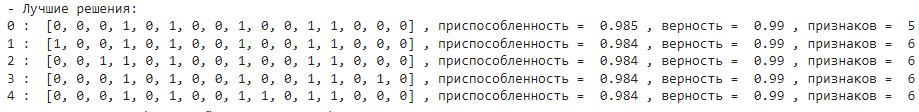 - Лучшие решения:
0 :  [0, 0, 0, 1, 0, 1, 0, 0, 1, 0, 0, 1, 1, 0, 0, 0] , приспособленность =  0.985 , верность =  0.99 , признаков =  5
1 :  [1, 0, 0, 1, 0, 1, 0, 0, 1, 0, 0, 1, 1, 0, 0, 0] , приспособленность =  0.984 , верность =  0.99 , признаков =  6
2 :  [0, 0, 1, 1, 0, 1, 0, 0, 1, 0, 0, 1, 1, 0, 0, 0] , приспособленность =  0.984 , верность =  0.99 , признаков =  6
3 :  [0, 0, 0, 1, 0, 1, 0, 0, 1, 0, 0, 1, 1, 0, 1, 0] , приспособленность =  0.984 , верность =  0.99 , признаков =  6
4 :  [0, 0, 0, 1, 0, 1, 0, 0, 1, 1, 0, 1, 1, 0, 0, 0] , приспособленность =  0.984 , верность =  0.99 , признаков =  6